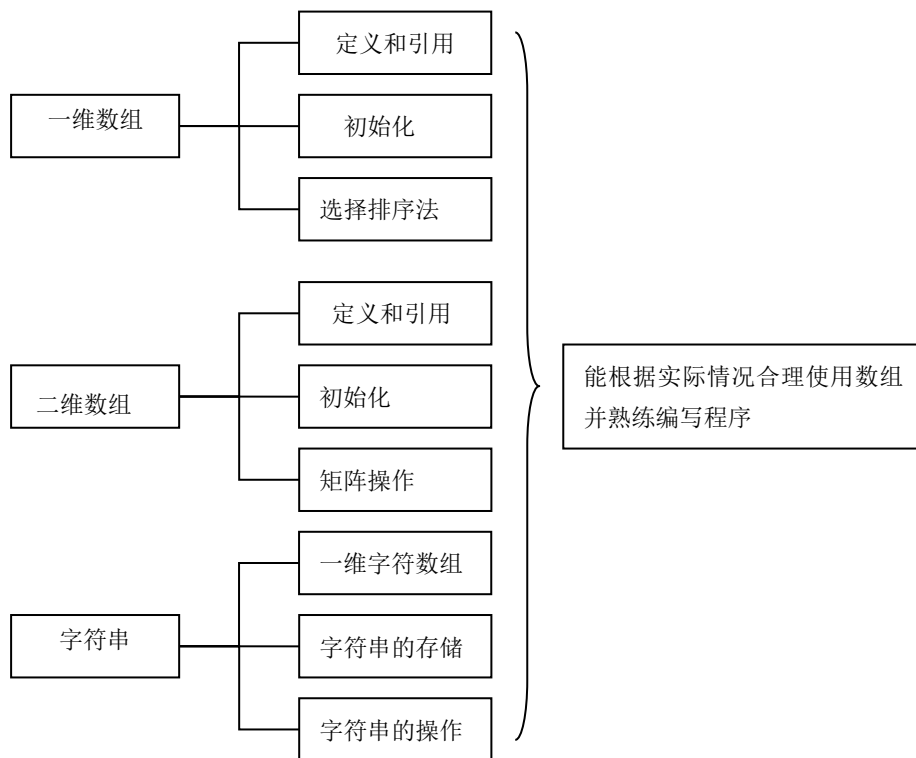 一维数组
定义和引用
初始化
选择排序法
二维数组
定义和引用
初始化
矩阵操作
字符串
一维字符数组
字符串的存储
字符串的操作
能根据实际情况合理使用数组
并熟练编写程序